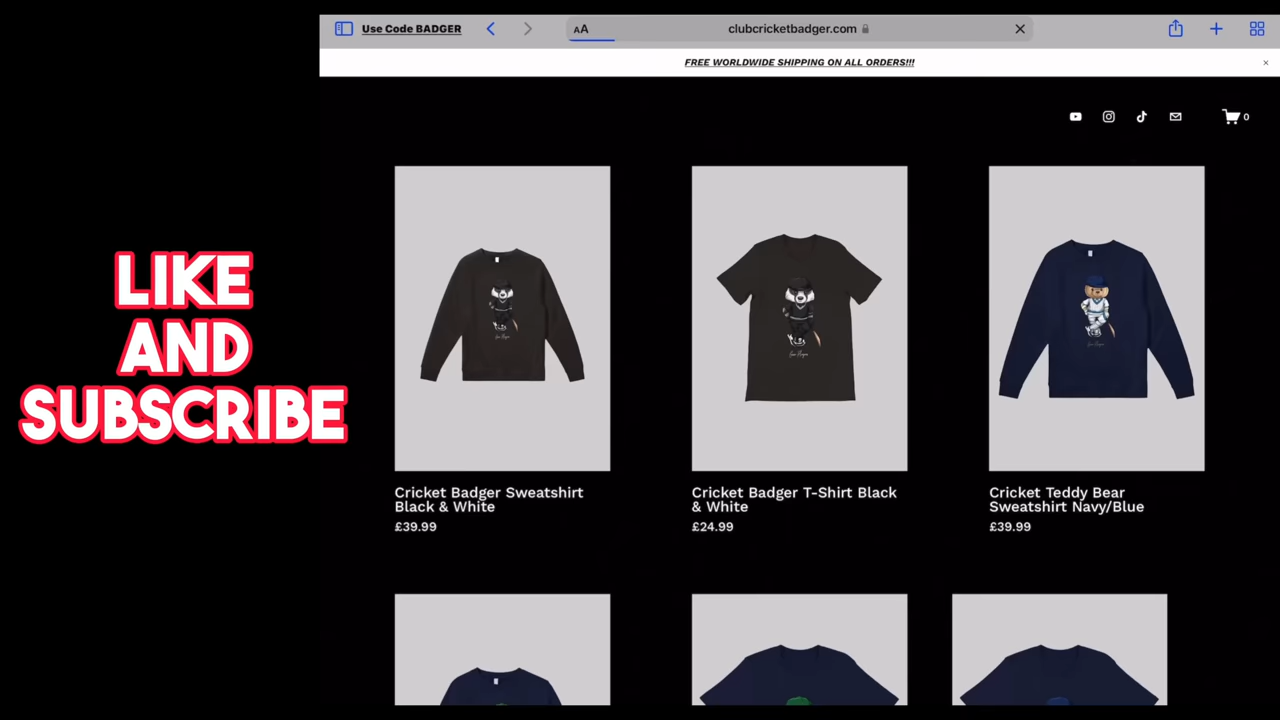 Use Code BADGER
AA
clubcricketbadger.com
FREE WORLDWIDE SHIPPING ON ALL ORDERS!!!
0
LIKE
AND
SUBSCRIBE
Cricket Badger Sweatshirt
Black & White
£39.99
Cricket Badger T-Shirt Black
& White
£24.99
Cricket Teddy Bear
Sweatshirt Navy/Blue
£39.99